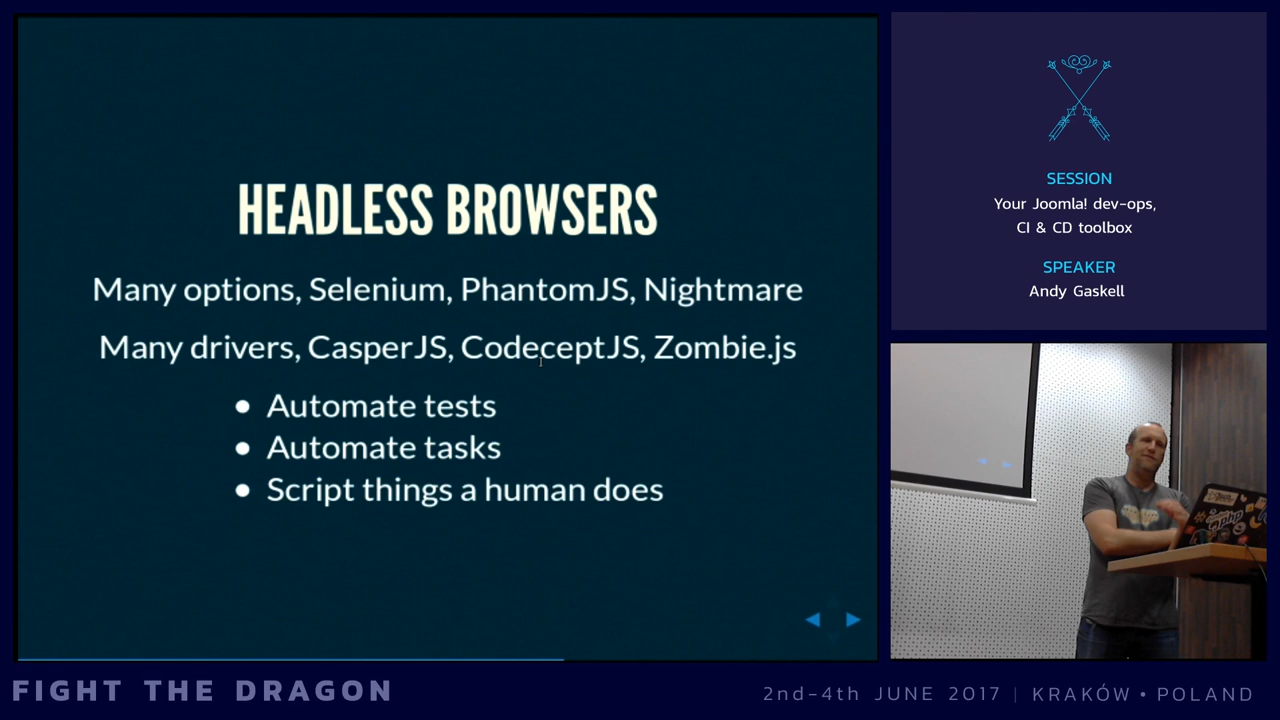 HEADLESS BROWSERS
Many options, Selenium, PhantomJS, Nightmare
Many drivers, CasperJS, CodeceptJS, Zombie.js
Automate tests
Automate tasks
Script things a human does
SESSION
Your Joomla! dev-ops,
CI & CD toolbox
SPEAKER
Andy Gaskell
php
FIGHT THE DRAGON
2nd-4th JUNE 2017 | KRAKÓW • POLAND